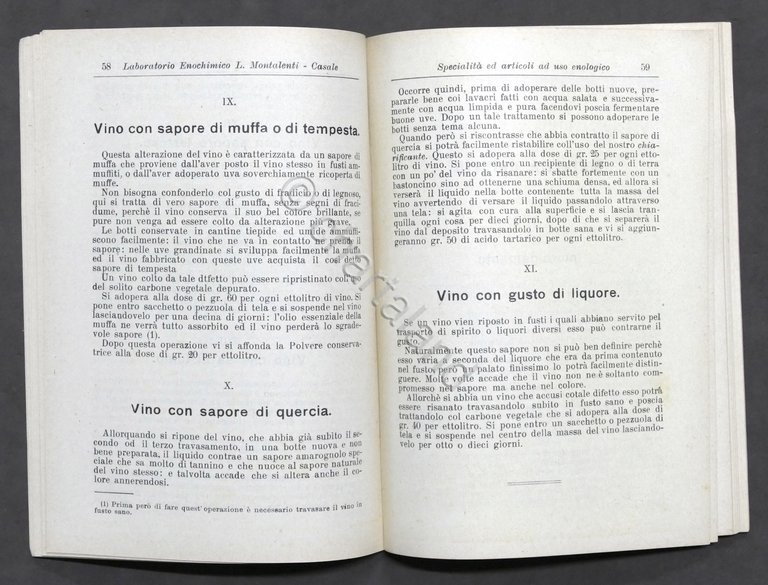 58 Laboratorio Enochimico L. Montalenti - Casale
IX.
Vino con sapore di muffa o di tempesta.
Questa alterazione del vino è caratterizzata da un sapore di
muffa che proviene dall'aver posto il vino stesso in fusti am-
muffiti, o dall'aver adoperato uva soverchiamente ricoperta di
muffe.
Non bisogna confonderlo col gusto di fradicio o di legnoso,
qui si tratta di vero sapore di muffa, senza segni di fraci-
dume, perchè il vino conserva il suo bel colore brillante, se
pure non venga ad essere colto da alterazione più grave.
Le botti conservate in cantine tiepide ed umide ammuffi-
scono facilmente: il vino che ne va in contatto ne prende il
sapore: nelle uve grandinate si sviluppa facilmente la muffa
ed il vino fabbricato con queste uve acquista il così detto
sapore di tempesta
Un vino colto da tale dtfetto può essere ripristinato coll'uso
del solito carbone vegetale depurato.
Si adopera alla dose di gr. 60 per ogni ettolitro di vino. Si
pone entro sacchetto o pezzuola di tela e si sospende nel vino
lasciandovelo per una decina di giorni: l'olio essenziale della
muffa ne verrà tutto assorbito ed il vino perderà lo sgrade-
vole sapore (1).
Dopo questa operazione vi si affonda la Polvere conserva-
trice alla dose di gr. 20 per ettolitro.
X.
Vino con sapore di quercia.
Allorquando si ripone del vino, che abbia già subito il se-
condo od il terzo travasamento, in una botte nuova e non
bene preparata, il liquido contrae un sapore amarognolo spe-
ciale che sa molto di tannino e che nuoce al sapore naturale
del vino stesso: e talvolta accade che si altera anche il co-
lore annerendosi.
(1) Prima però di fare quest'operazione è necessario travasare il vino in
fusto sano.
Specialità ed articoli ad uso enologico 59
Occorre quindi, prima di adoperare delle botti nuove, pre-
pararle bene coi lavacri fatti con acqua salata e successiva-
mente con acqua limpida e pura facendovi poscia fermentare
buone uve. Dopo un tale trattamento si possono adoperare le
botti senza tema alcuna.
Quando però si riscontrasse che abbia contratto il sapore di
quercia si potrà facilmente ristabilire coll'uso del nostro chia-
rificante. Questo si adopera alla dose di gr. 25 per ogni etto-
litro di vino. Si pone entro un recipiente di legno o di terra
con un po' del vino da risanare: si sbatte fortemente con un
bastoncino sino ad ottenerne una schiuma densa, ed allora si
verserà il liquido nella botte contenente tutta la massa del
vino avvertendo di versare il liquido passandolo attraverso
una tela: si agita con cura alla superficie e si lascia tran-
quilla ogni cosa per dieci giorni, dopo di che si separerà il
vino dal deposito travasandolo in botte sana e vi si aggiun-
geranno gr. 50 di acido tartarico per ogni ettolitro.
XI.
Vino con gusto di liquore.
Se un vino vien riposto in fusti i quali abbiano servito pel
trasporto di spirito o liquori diversi esso può contrarne il
gusto.
Naturalmente questo sapore non si può ben definire perchè
esso varia a seconda del liquore che era da prima contenuto
nel fusto, però un palato finissimo lo potrà facilmente distin-
guere. Molte volte accade che il vino non ne è soltanto com-
promesso nel sapore ma anche nel colore.
Allorchè si abbia un vino che accusi cotale difetto esso potrà
essere risanato travasandolo subito in fusto sano e poscia
trattandolo col carbone vegetale che si adopera alla dose di
gr. 40 per ettolitro. Si pone entro un sacchetto o pezzuola di
tela e si sospende nel centro della massa del vino lasciando-
velo per otto o dieci giorni.
© Chartaland